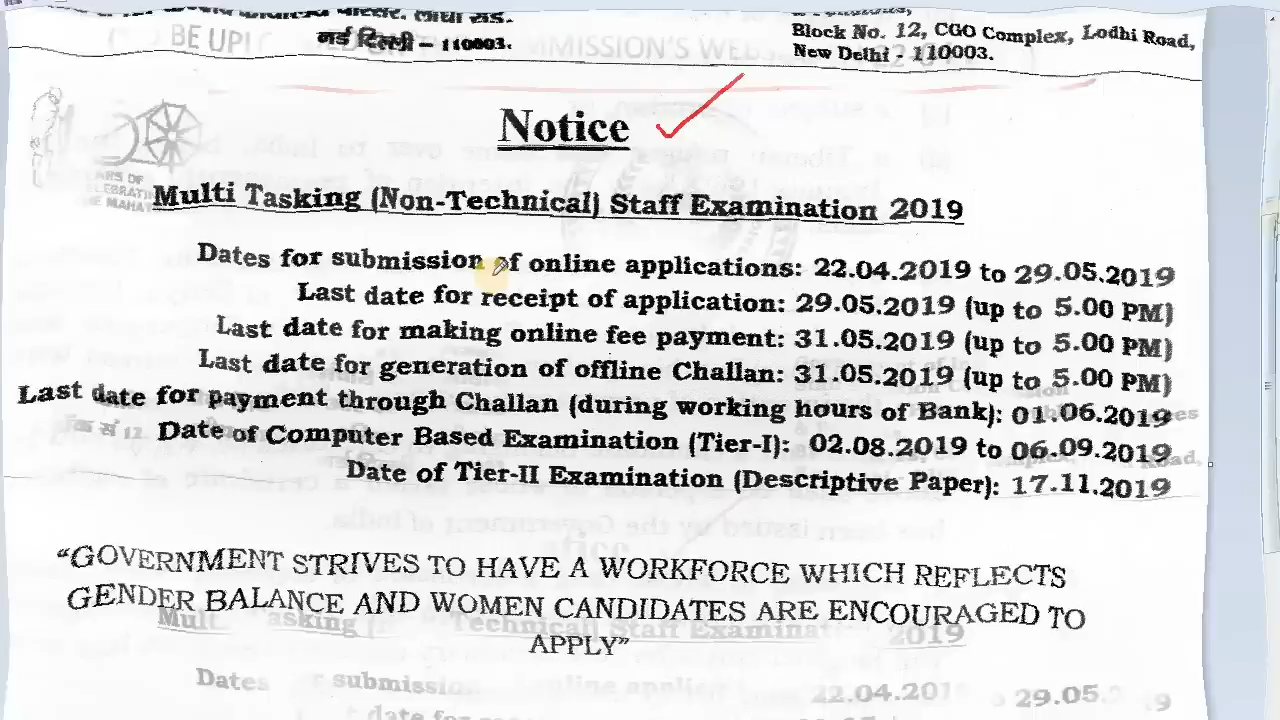 नई दिल्ली – 110003.
Block No. 12, CGO Complex, Lodhi Road,
New Delhi - 110003.
Notice
Multi Tasking (Non-Technical) Staff Examination 2019
Dates for submission of online applications: 22.04.2019 to 29.05.2019
Last date for receipt of application: 29.05.2019 (up to 5.00 PM)
Last date for making online fee payment: 31.05.2019 (up to 5.00 PM)
Last date for generation of offline Challan: 31.05.2019 (up to 5.00 PM)
Last date for payment through Challan (during working hours of Bank): 01.06.2019
Date of Computer Based Examination (Tier-I): 02.08.2019 to 06.09.2019
Date of Tier-II Examination (Descriptive Paper): 17.11.2019
“GOVERNMENT STRIVES TO HAVE A WORKFORCE WHICH REFLECTS
GENDER BALANCE AND WOMEN CANDIDATES ARE ENCOURAGED TO
APPLY”